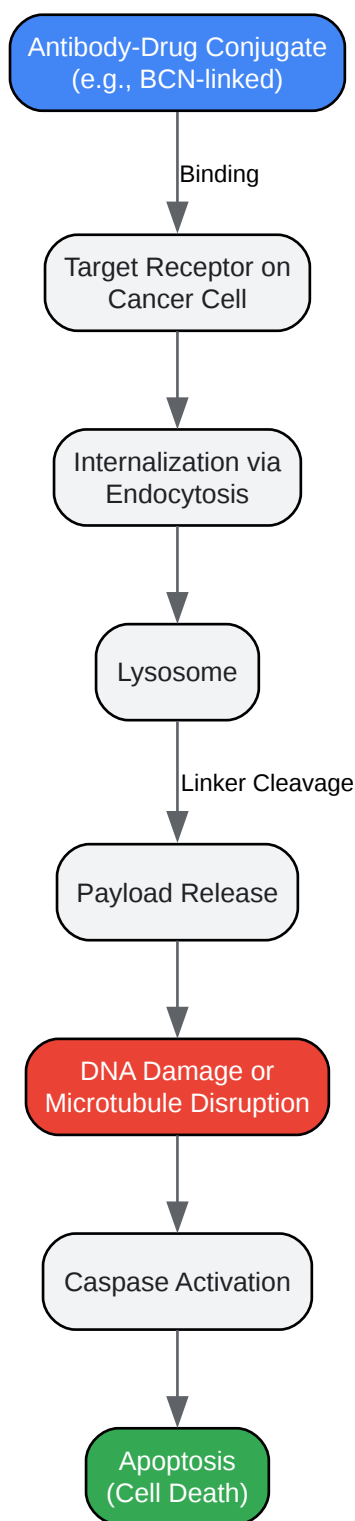 Antibody-Drug Conjugate
(e.g., BCN-linked)
Binding
Target Receptor on
Cancer Cell
Internalization via
Endocytosis
Lysosome
Linker Cleavage
Payload Release
DNA Damage or
Microtubule Disruption
Caspase Activation
Apoptosis
(Cell Death)